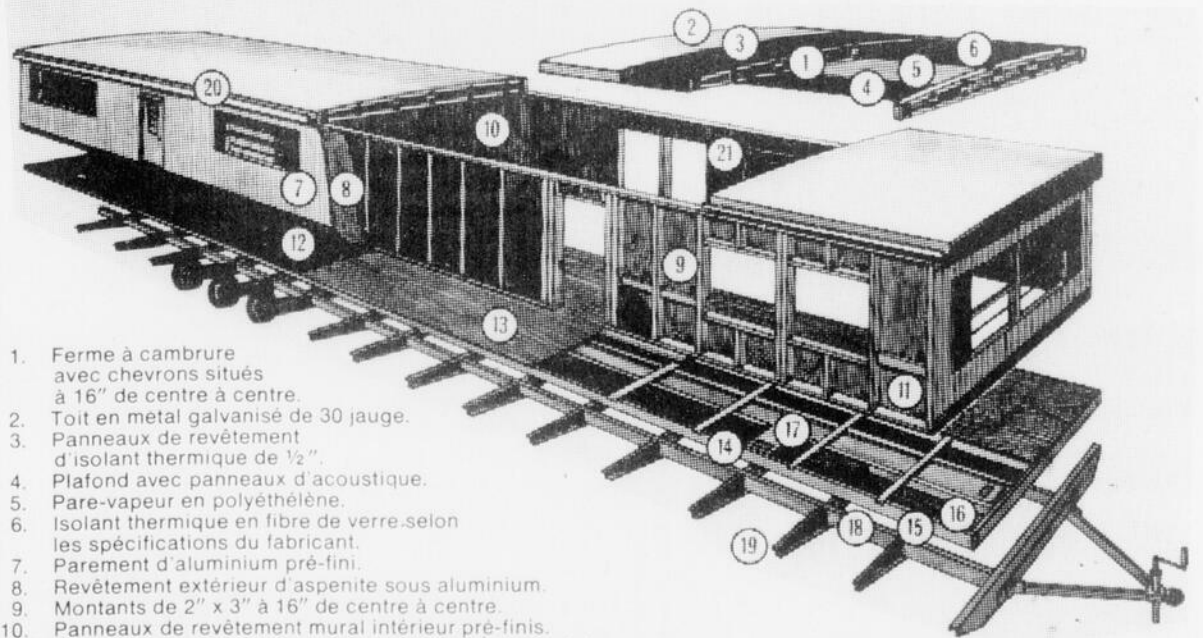 2
3
1
6
5
4
20
10
21
7
8
12
9
13
11
14
17
16
15
18
19
1. Ferme à cambrure
avec chevrons situés
à 16" de centre à centre.
2. Toit en metal galvanisé de 30 jauge.
3. Panneaux de revêtement
d'isolant thermique de ½".
4. Plafond avec panneaux d'acoustique.
5. Pare-vapeur en polyéthélène.
6. Isolant thermique en fibre de verre selon
les spécifications du fabricant.
7. Parement d'aluminium pré-fini.
8. Revêtement extérieur d'aspenite sous aluminium.
9. Montants de 2" x 3" à 16" de centre à centre.
10. Panneaux de revêtement mural intérieur pré-finis.